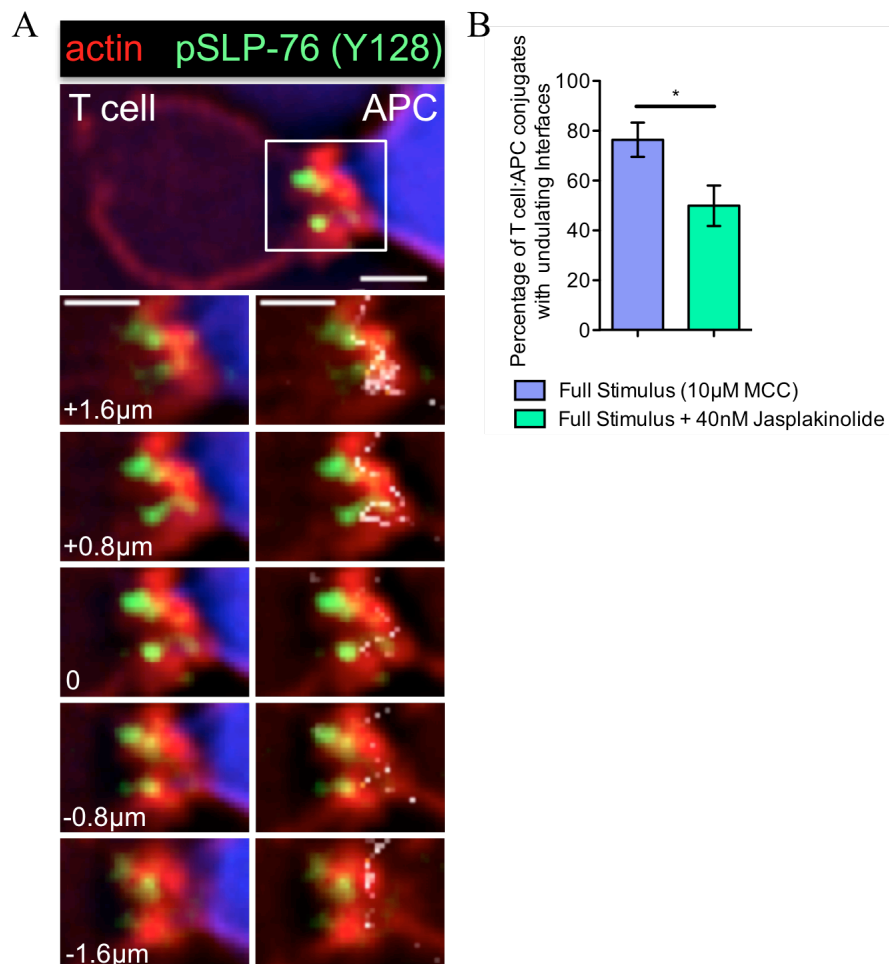 A
actin pSLP-76 (Y128)
T cell APC
+1.6µm
+0.8µm
0
-0.8µm
-1.6µm
B
Percentage of T cell:APC conjugates
with undulating Interfaces
100
80
60
40
20
0
*
Full Stimulus (10µM MCC)
Full Stimulus + 40nM Jasplakinolide